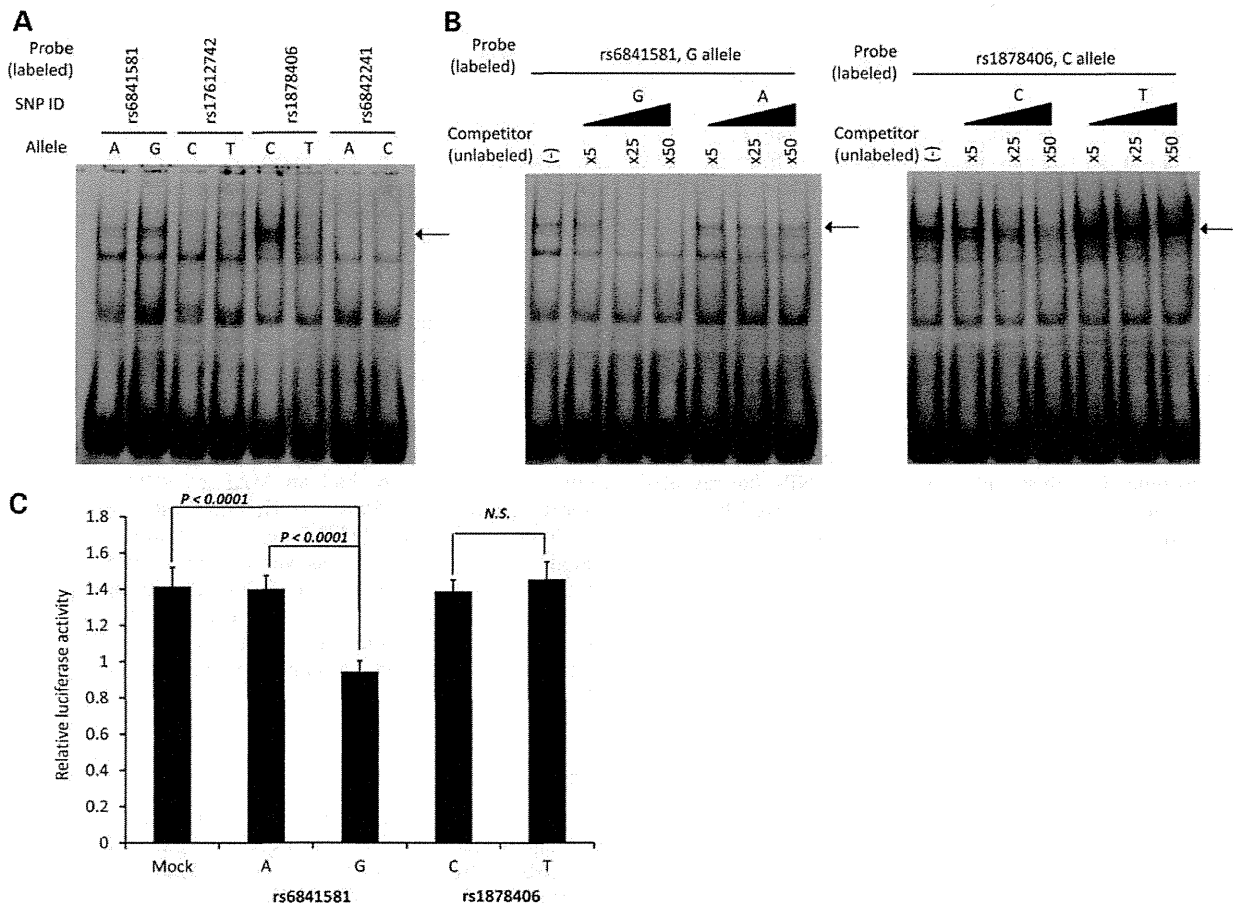 A
Probe
(labeled)
SNP ID
rs6841581
rs17612742
rs1878406
rs6842241
Allele
A G C T C T A C
B
Probe
(labeled)
rs6841581, G allele
G A
Competitor
(unlabeled)
(-) x5 x25 x50 x5 x25 x50
Probe
(labeled)
rs1878406, C allele
C T
Competitor
(unlabeled)
(-) x5 x25 x50 x5 x25 x50
C
P < 0.0001
P < 0.0001
N.S.
Relative luciferase activity
1.8
1.6
1.4
1.2
1
0.8
0.6
0.4
0.2
0
Mock A G C T
rs6841581 rs1878406